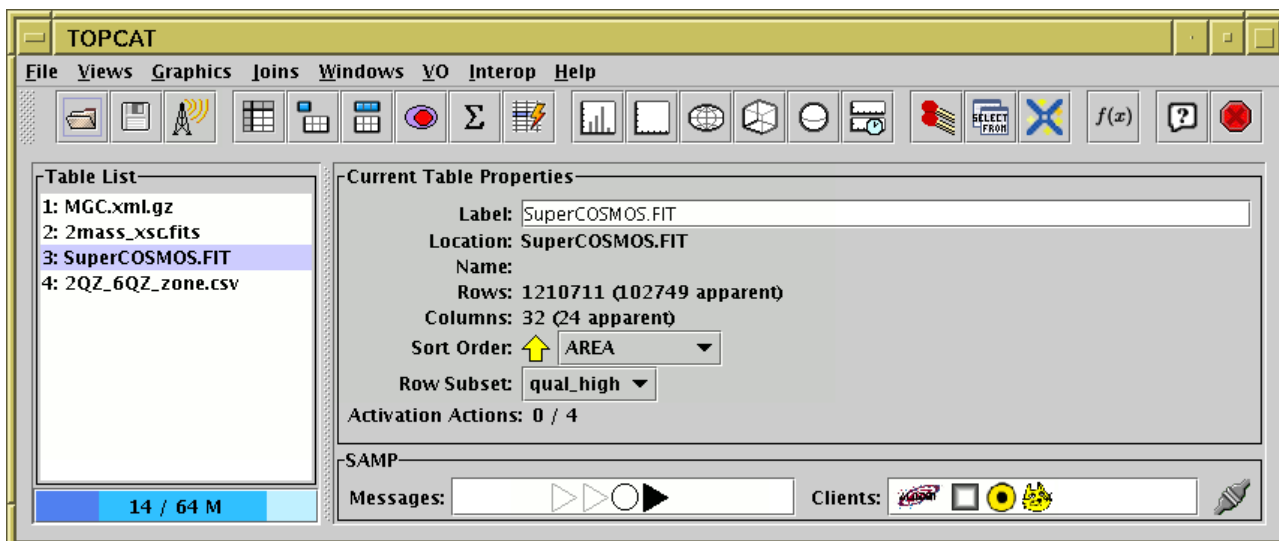 TOPCAT
File Views Graphics Joins Windows VO Interop Help
Σ SELECT FROM f(x) ?
Table List
1: MGC.xml.gz
2: 2mass_xsc.fits
3: SuperCOSMOS.FIT
4: 2QZ_6QZ_zone.csv
14 / 64 M
Current Table Properties
Label: SuperCOSMOS.FIT
Location: SuperCOSMOS.FIT
Name:
Rows: 1210711 (102749 apparent)
Columns: 32 (24 apparent)
Sort Order: AREA
Row Subset: qual_high
Activation Actions: 0 / 4
SAMP
Messages: Clients: